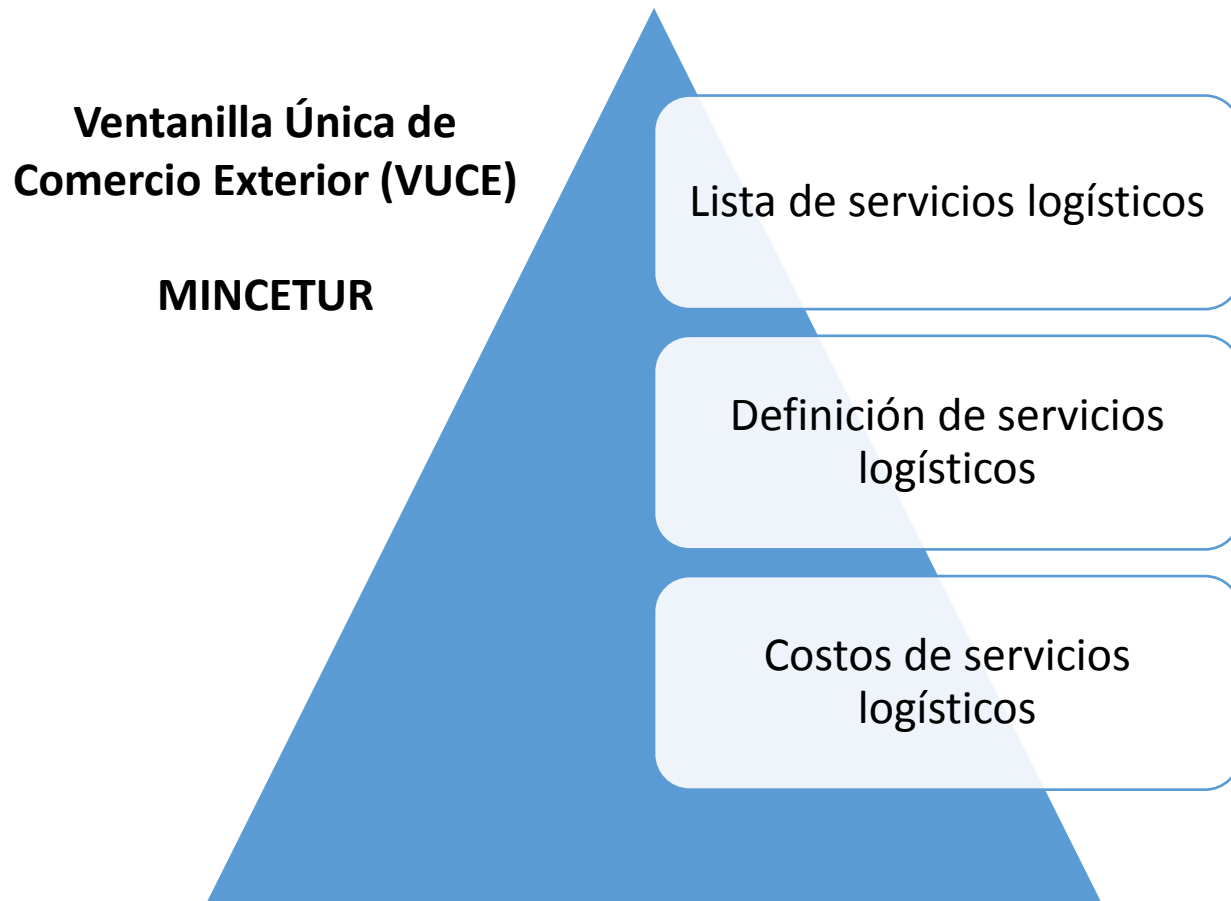 Ventanilla Única de
Comercio Exterior (VUCE)
MINCETUR
Lista de servicios logísticos
Definición de servicios
logísticos
Costos de servicios
logísticos